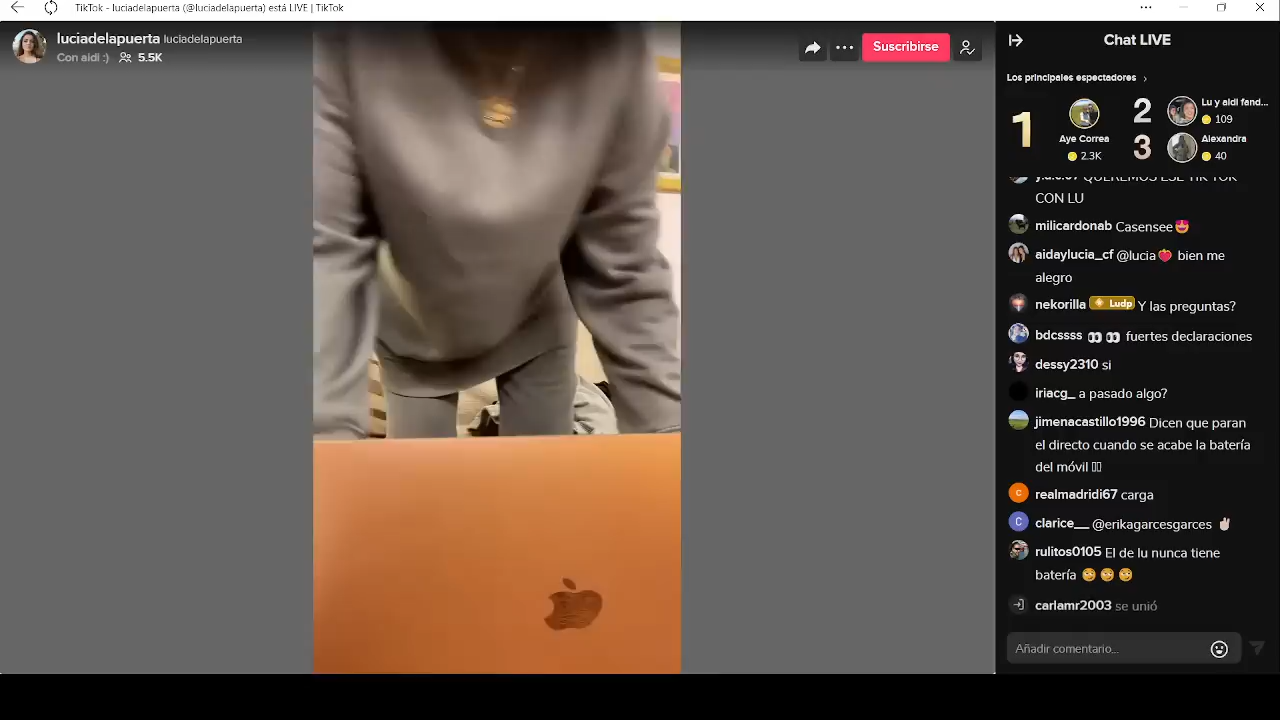 TikTok - luciadelapuerta (@luciadelapuerta) está LIVE | TikTok
luciadelapuerta luciadelapuerta
Con aidi :) 5.5K
Suscribirse
Chat LIVE
Los principales espectadores
1
Aye Correa
2.3K
2 Lu y aidi fand...
109
3 Alexandra
40
y.d.c.07 QUEREMOS ESE TIK TOK
CON LU
milicardonab Casensee
aidaylucia_cf @lucia bien me
alegro
nekorilla Ludp Y las preguntas?
bdcssss fuertes declaraciones
dessy2310 si
iriacg_ a pasado algo?
jimenacastillo1996 Dicen que paran
el directo cuando se acabe la batería
del móvil
C realmadridi67 carga
C clarice__ @erikagarcesgarces
rulitos0105 El de lu nunca tiene
batería
carlamr2003 se unió
Añadir comentario...